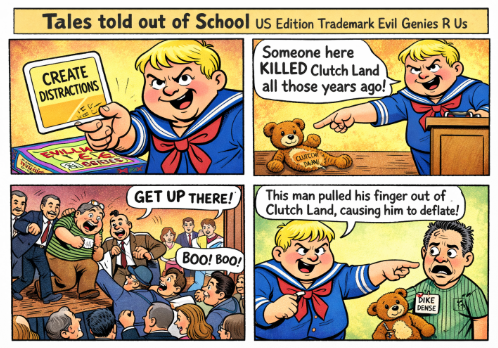 Tales told out of School US Edition Trademark Evil Genies R Us
CREATE
DISTRACTIONS
Someone here
KILLED Clutch Land
all those years ago!
GET UP THERE!
BOO! BOO!
This man pulled his finger out of
Clutch Land, causing him to deflate!
DIKE
DENSE